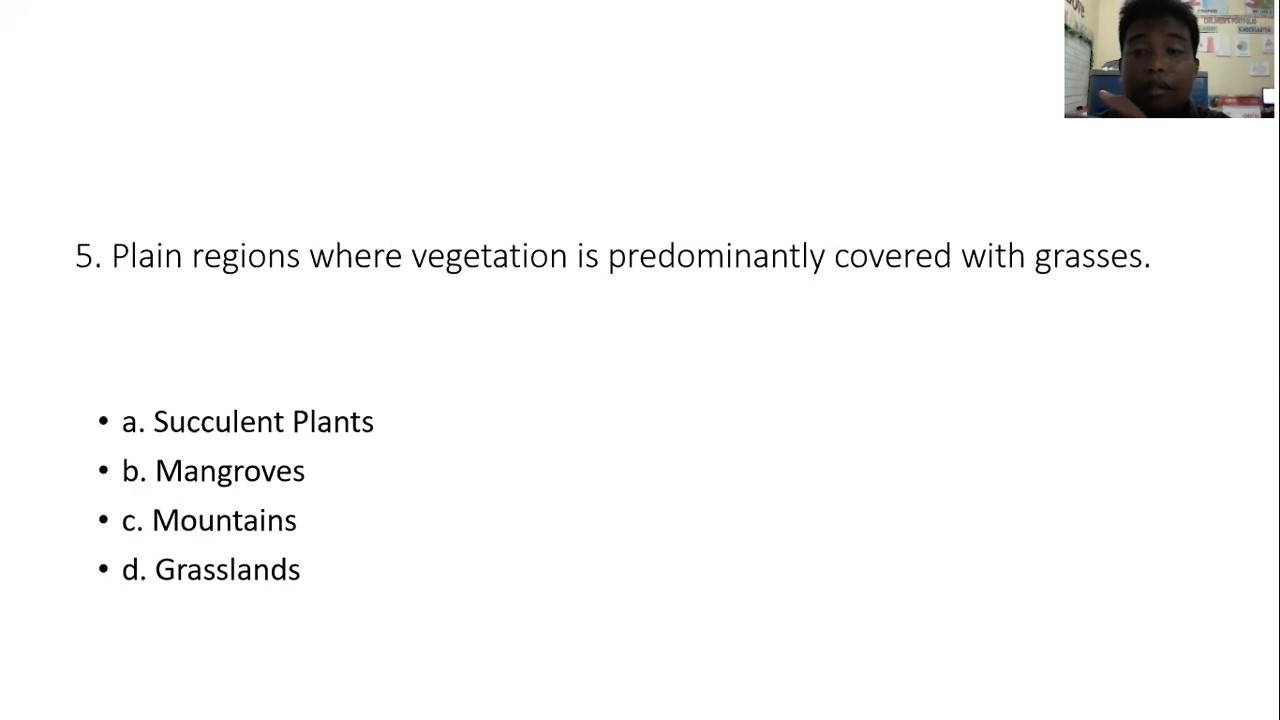 5. Plain regions where vegetation is predominantly covered with grasses.
• a. Succulent Plants
• b. Mangroves
• c. Mountains
• d. Grasslands